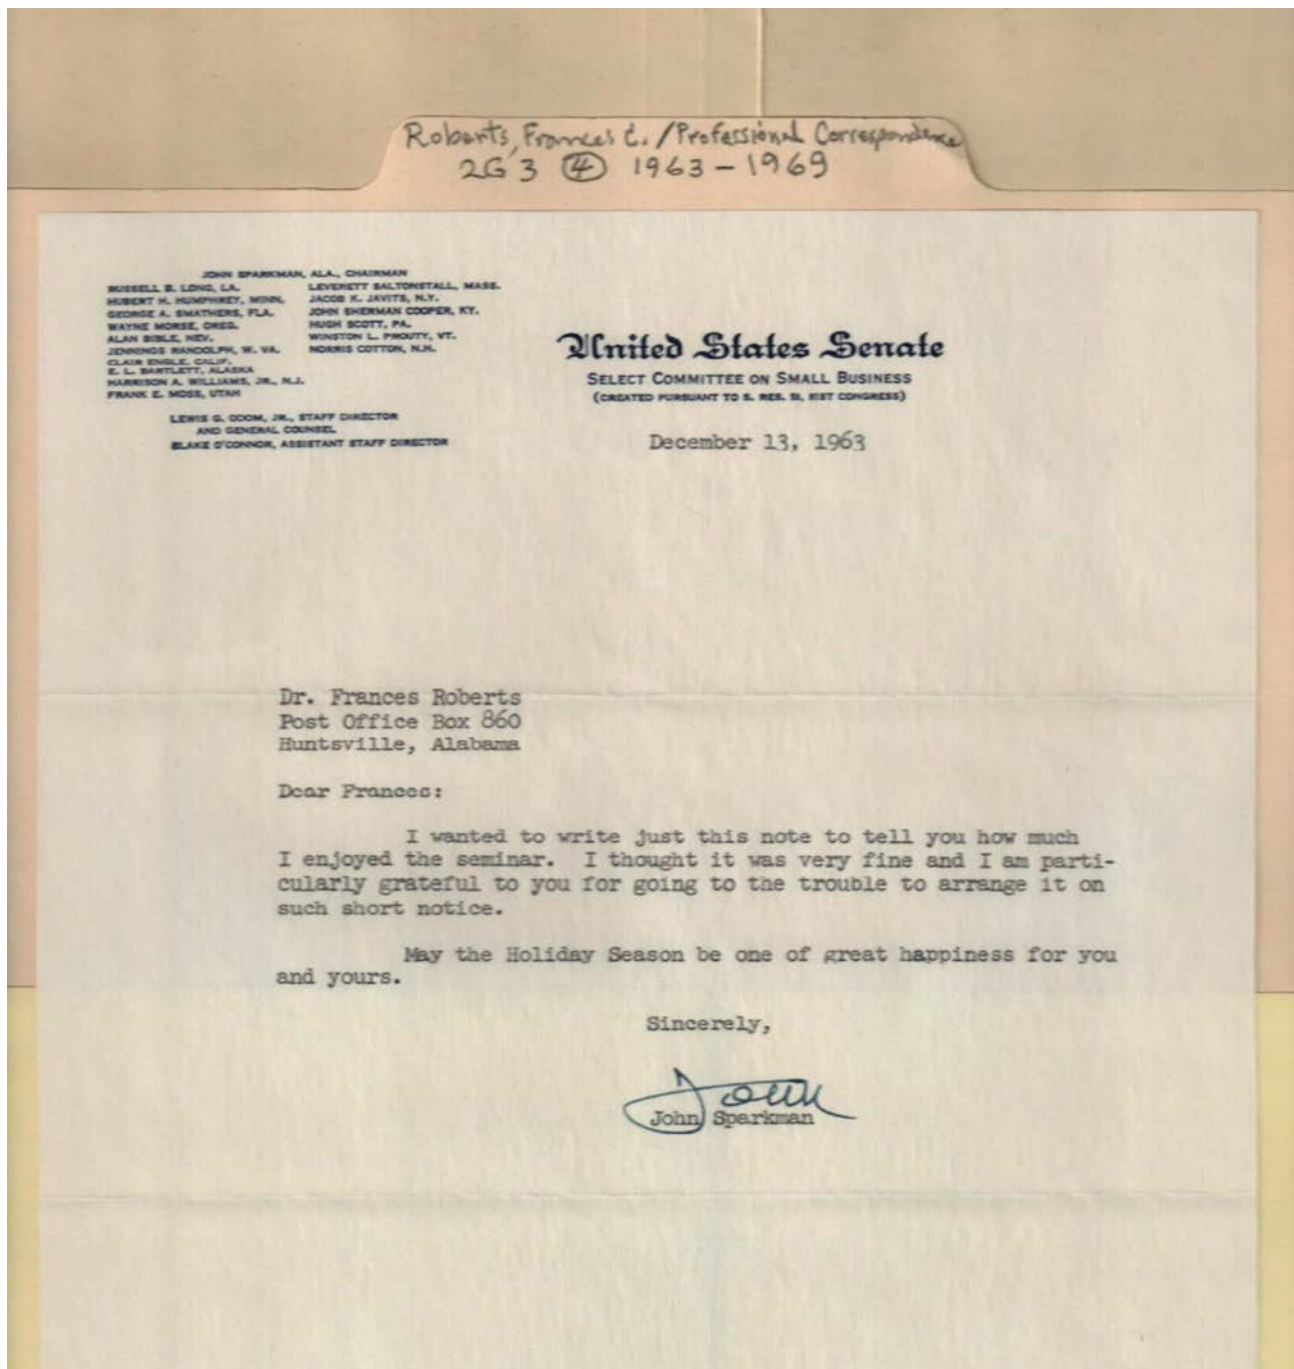 Roberts, Frances C. / Professional Correspondence
2G 3 ④ 1963-1969
JOHN SPARKMAN, ALA., CHAIRMAN
RUSSELL B. LONG, LA.
HUBERT H. HUMPHREY, MINN.
GEORGE A. SMATHERS, FLA.
WAYNE MORSE, OREG.
ALAN BIBLE, NEV.
JENNINGS RANDOLPH, W. VA.
CLAIR ENGLE, CALIF.
E. L. BARTLETT, ALASKA
HARRISON A. WILLIAMS, JR., N.J.
FRANK E. MOSS, UTAH
LEVERETT SALTONSTALL, MASS.
JACOB K. JAVITS, N.Y.
JOHN SHERMAN COOPER, KY.
HUGH SCOTT, PA.
WINSTON L. PROUTY, VT.
NORRIS COTTON, N.H.
LEWIS G. ODOM, JR., STAFF DIRECTOR
AND GENERAL COUNSEL
BLAKE O'CONNOR, ASSISTANT STAFF DIRECTOR
United States Senate
SELECT COMMITTEE ON SMALL BUSINESS
(CREATED PURSUANT TO S. RES. 58, 81ST CONGRESS)
December 13, 1963
Dr. Frances Roberts
Post Office Box 860
Huntsville, Alabama
Dear Frances:
I wanted to write just this note to tell you how much
I enjoyed the seminar. I thought it was very fine and I am parti-
cularly grateful to you for going to the trouble to arrange it on
such short notice.
May the Holiday Season be one of great happiness for you
and yours.
Sincerely,
John
John Sparkman